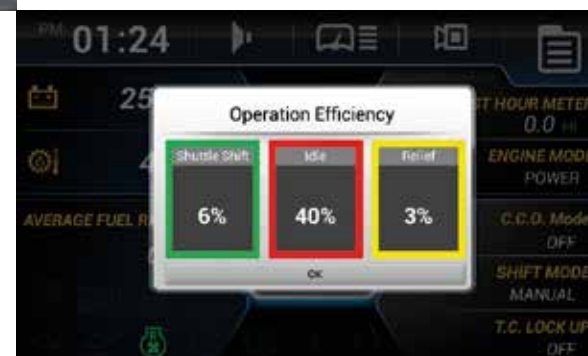 PM 01:24
25
Operation Efficiency
Shuttle Shift
Idle
Relief
6%
40%
3%
OK
AVERAGE FUEL
HOUR METER
0.0
ENGINE MODE
POWER
C.C.O. Mode
OFF
SHIFT MODE
MANUAL
T.C. LOCK UP
OFF